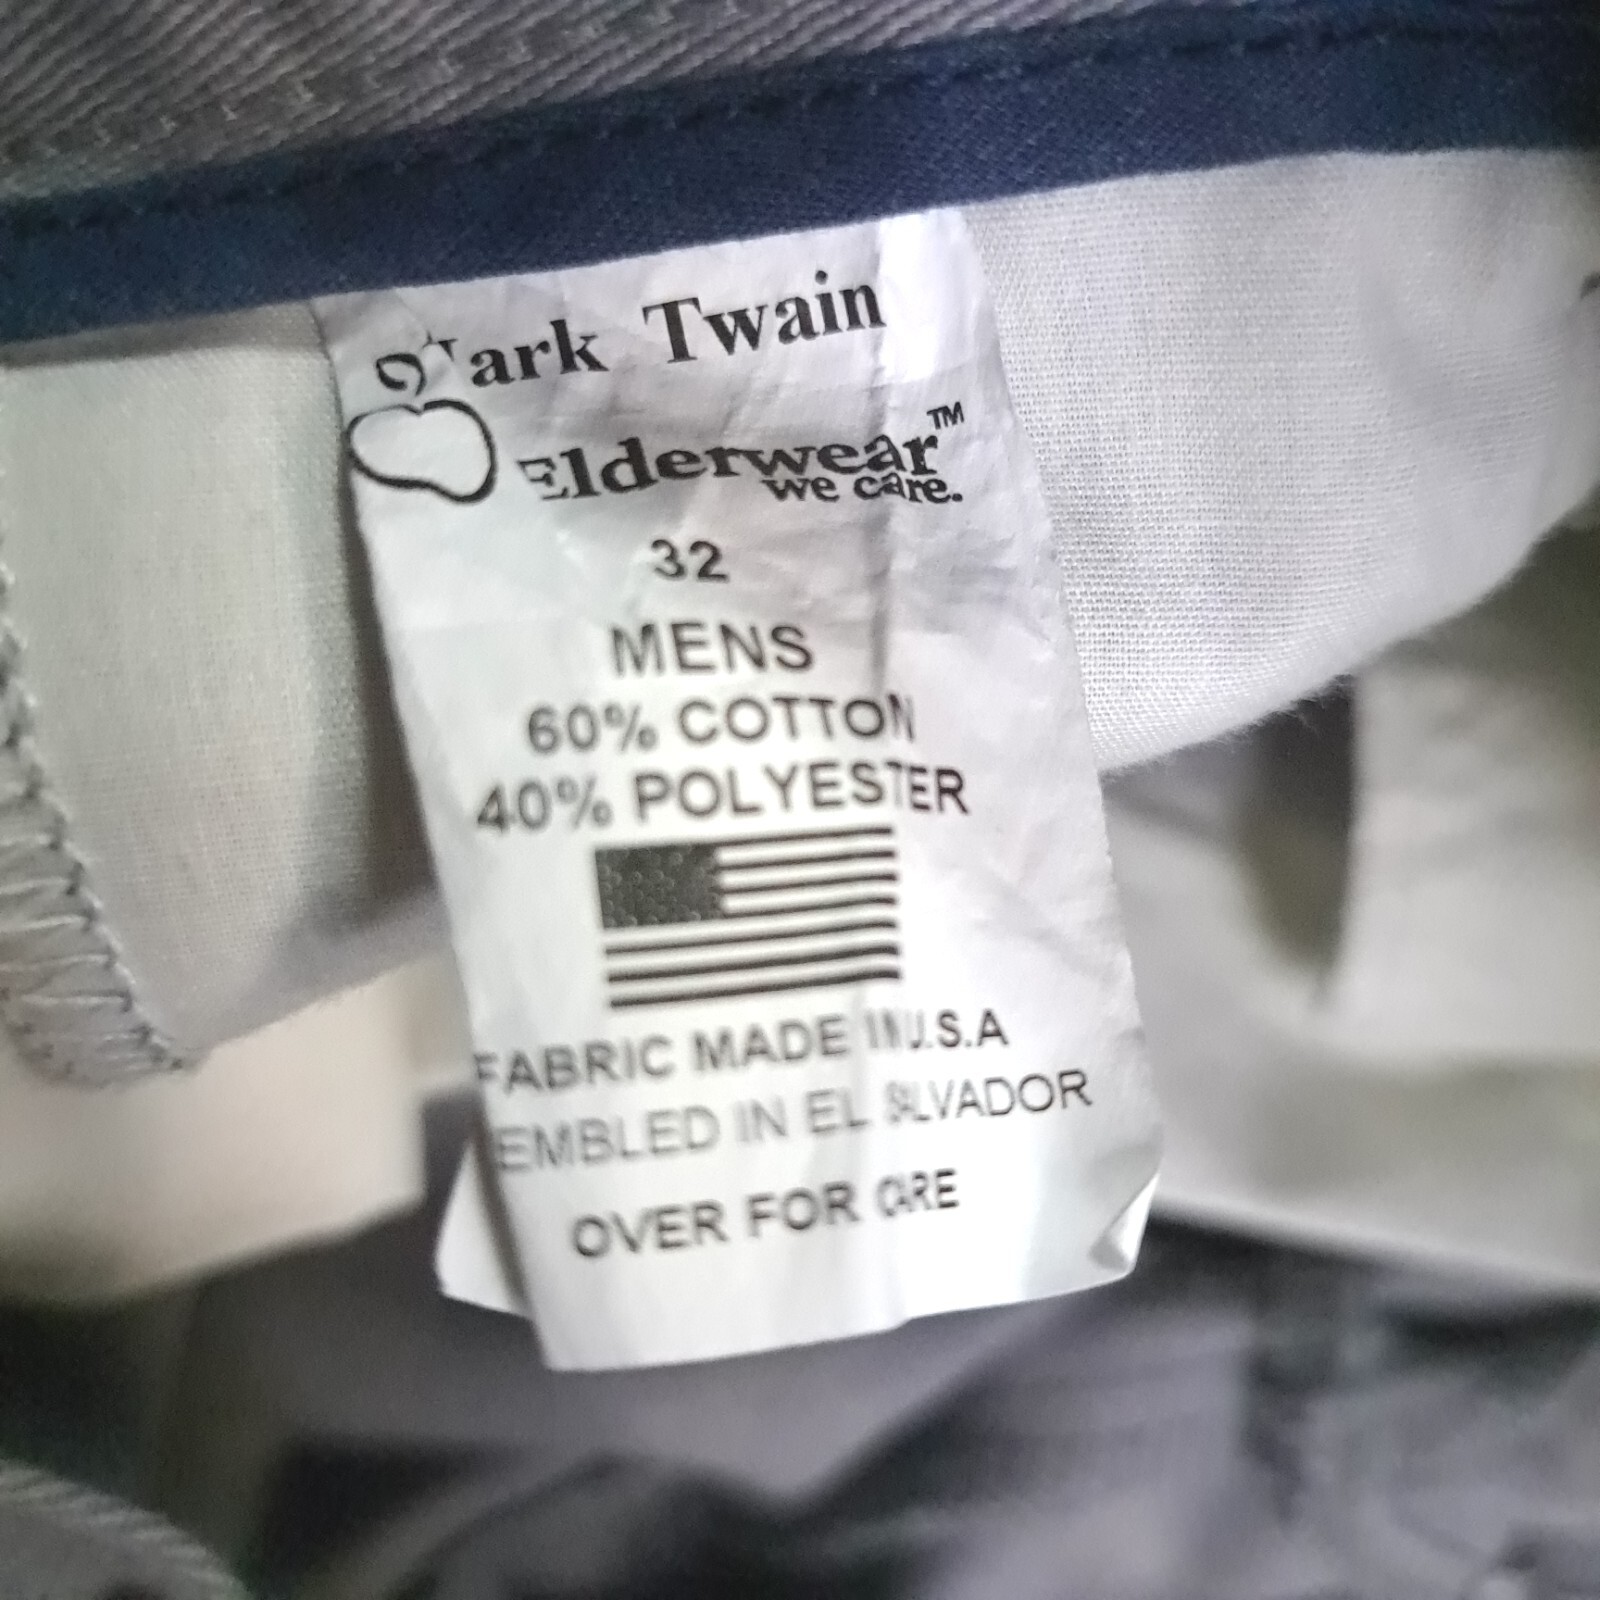 Mark Twain
Elderwear™
we care.
32
MENS
60% COTTON
40% POLYESTER
FABRIC MADE IN U.S.A
EMBLED IN EL SALVADOR
OVER FOR CARE